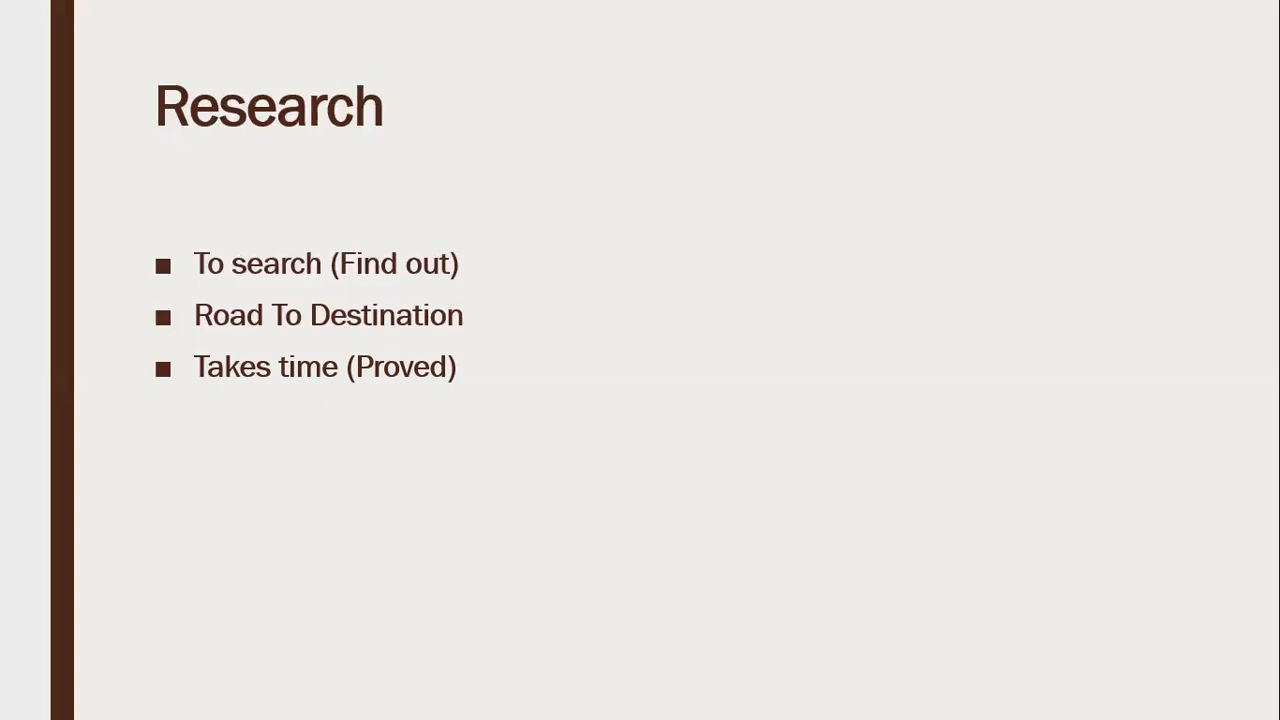 Research
■ To search (Find out)
■ Road To Destination
■ Takes time (Proved)